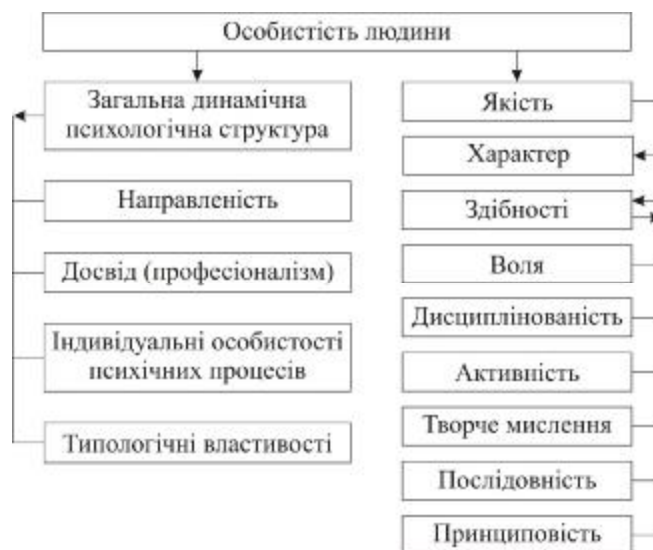 Особистість людини
Загальна динамічна
психологічна структура
Направленість
Досвід (професіоналізм)
Індивідуальні особистості
психічних процесів
Типологічні властивості
Якість
Характер
Здібності
Воля
Дисциплінованість
Активність
Творче мислення
Послідовність
Принциповість